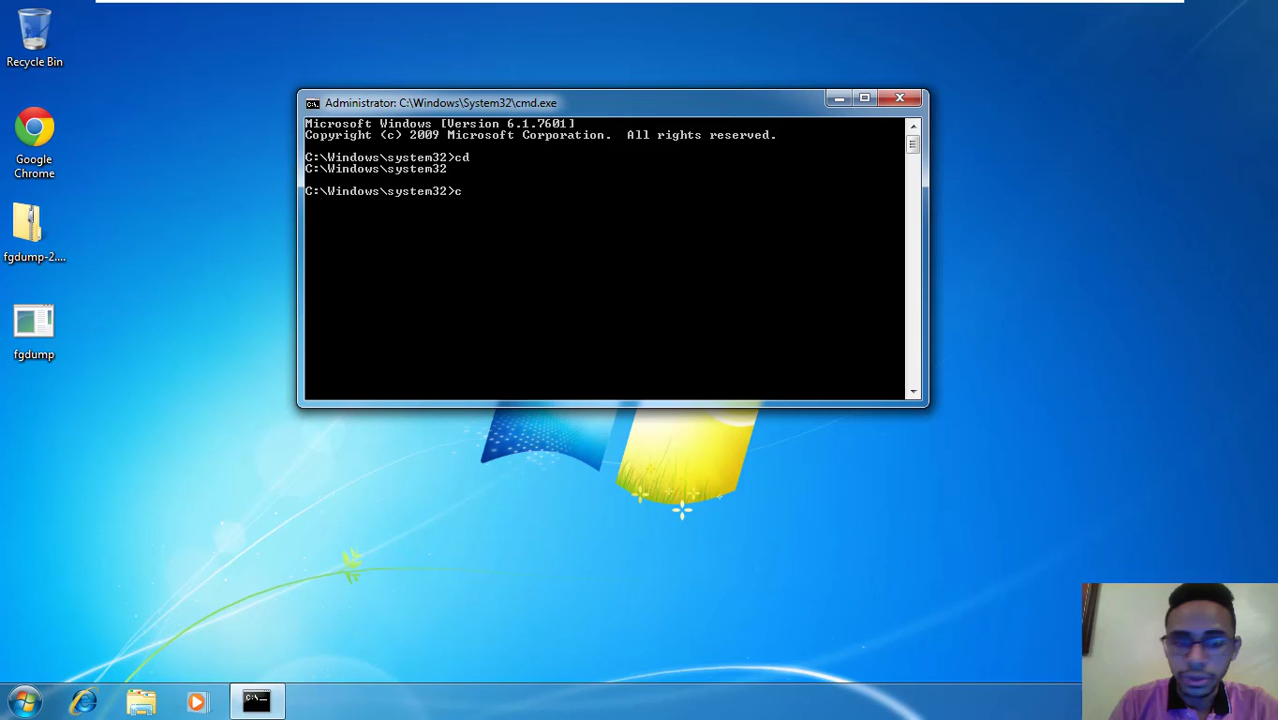 Recycle Bin
Google
Chrome
fgdump-2....
fgdump
Administrator: C:\Windows\System32\cmd.exe
Microsoft Windows [Version 6.1.7601]
Copyright (c) 2009 Microsoft Corporation.  All rights reserved.
C:\Windows\system32>cd
C:\Windows\system32
C:\Windows\system32>c